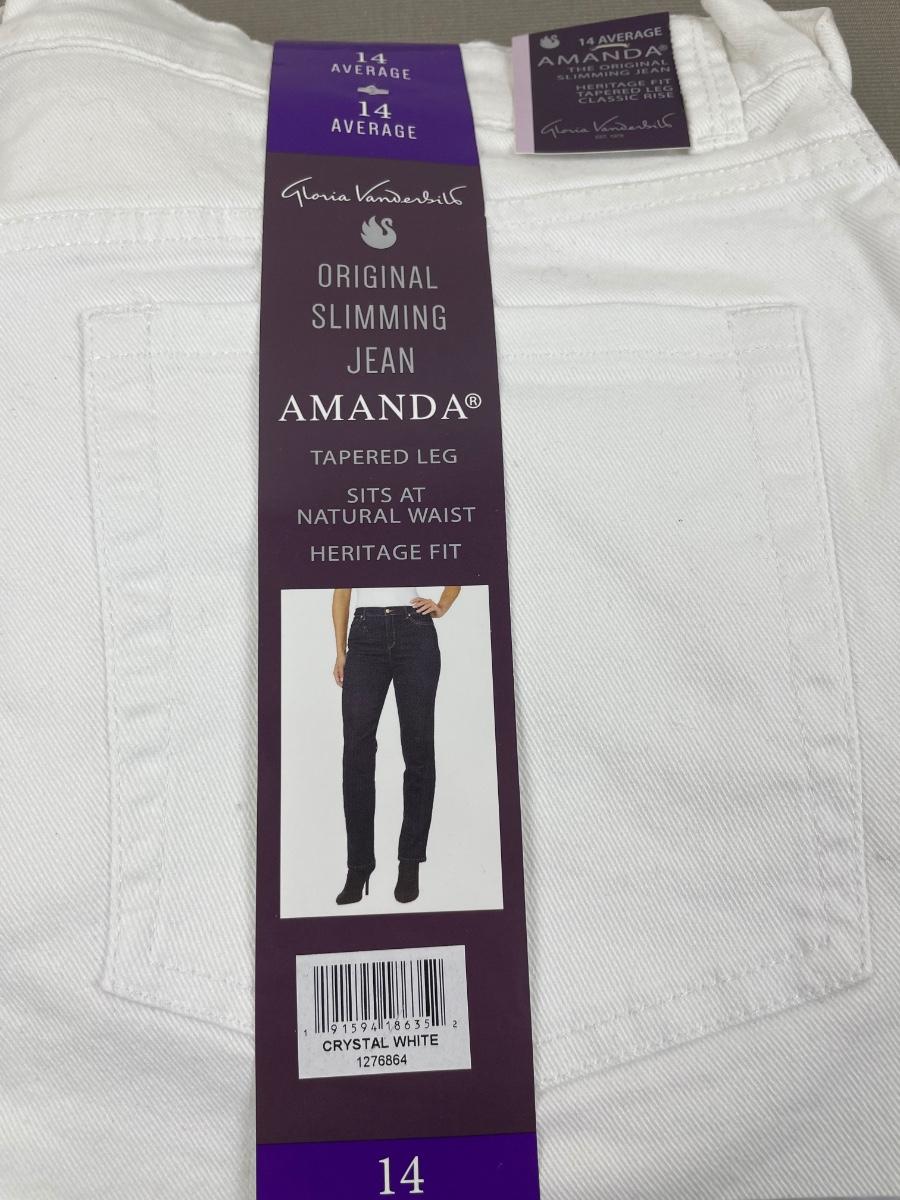 14
AVERAGE
14
AVERAGE
Gloria Vanderbilt
ORIGINAL
SLIMMING
JEAN
AMANDA®
TAPERED LEG
SITS AT
NATURAL WAIST
HERITAGE FIT
1 91594 18635 2
CRYSTAL WHITE
1276864
14
14 AVERAGE
AMANDA®
THE ORIGINAL
SLIMMING JEAN
HERITAGE FIT
TAPERED LEG
CLASSIC RISE
Gloria Vanderbilt
EST. 1976